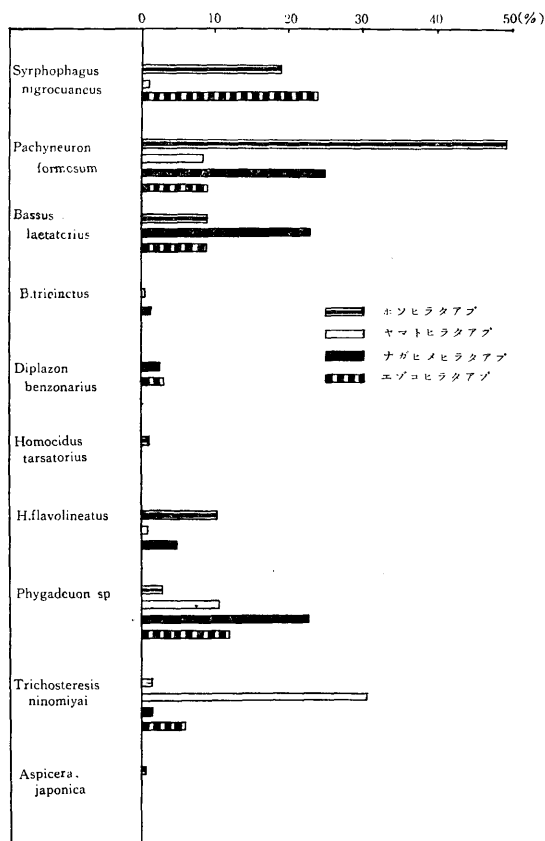 0 10 20 30 40 50(%)
Syrphophagus
nigrocuaneus
Pachyneuron
formosum
Bassus
laetatorius
B.tricinctus
ホソヒラタアブ
ヤマトヒラタアブ
ナガヒメヒラタアブ
エゾコヒラタアブ
Diplazon
benzonarius
Homocidus
tarsatorius
H.flavolineatus
Phygadeuon sp
Trichosteresis
ninomiyai
Aspicera.
japonica